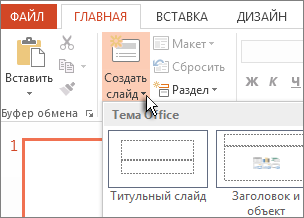 ФАЙЛ ГЛАВНАЯ ВСТАВКА ДИЗАЙН
Вставить
Буфер обмена
Создать
слайд
Макет
Сбросить
Раздел
Ж К
Тема Office
1
Титульный слайд
Заголовок и
объект